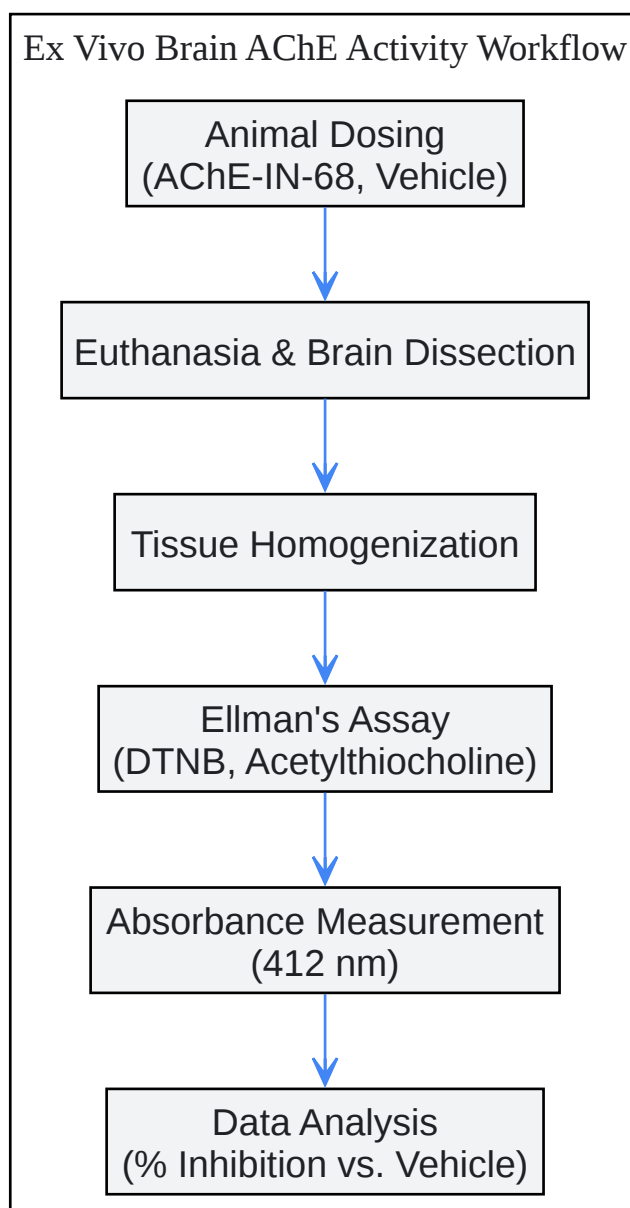 Ex Vivo Brain AChE Activity Workflow
Animal Dosing
(AChE-IN-68, Vehicle)
Euthanasia & Brain Dissection
Tissue Homogenization
Ellman's Assay
(DTNB, Acetylthiocholine)
Absorbance Measurement
(412 nm)
Data Analysis
(% Inhibition vs. Vehicle)